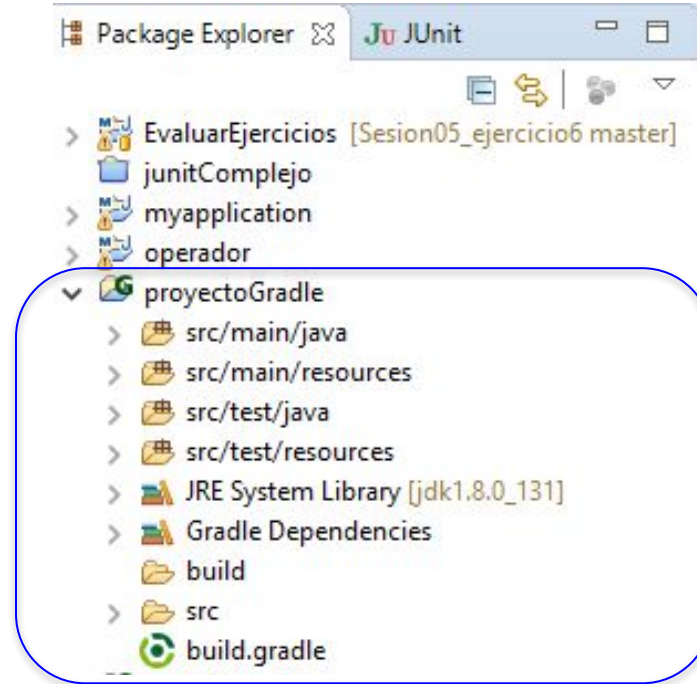 Package Explorer JU JUnit
EvaluarEjercicios [Sesion05_ejercicio6 master]
junitComplejo
myapplication
operador
proyectoGradle
src/main/java
src/main/resources
src/test/java
src/test/resources
JRE System Library [jdk1.8.0_131]
Gradle Dependencies
build
src
build.gradle